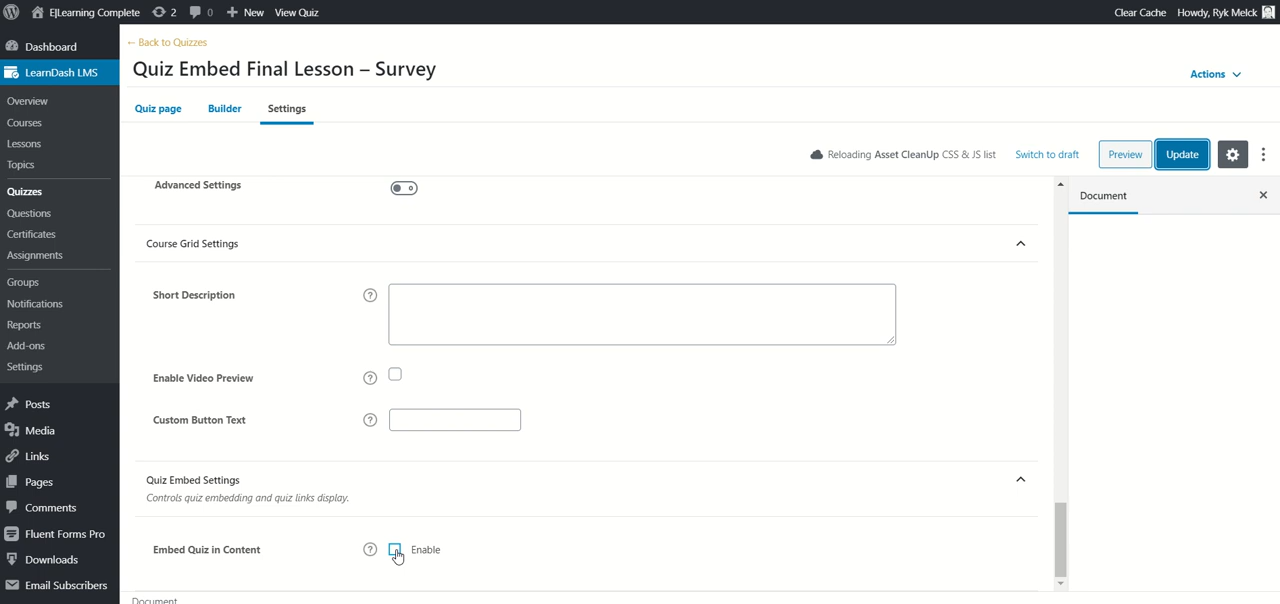 E|Learning Complete 2 0 New View Quiz Clear Cache Howdy, Ryk Melck
Dashboard
LearnDash LMS
Overview
Courses
Lessons
Topics
Quizzes
Questions
Certificates
Assignments
Groups
Notifications
Reports
Add-ons
Settings
Posts
Media
Links
Pages
Comments
Fluent Forms Pro
Downloads
Email Subscribers
← Back to Quizzes
Quiz Embed Final Lesson – Survey
Actions
Quiz page Builder Settings
Reloading Asset CleanUp CSS & JS list Switch to draft Preview Update
Advanced Settings
Course Grid Settings
Short Description ?
Enable Video Preview ?
Custom Button Text ?
Quiz Embed Settings
Controls quiz embedding and quiz links display.
Embed Quiz in Content ? Enable
Document
Document